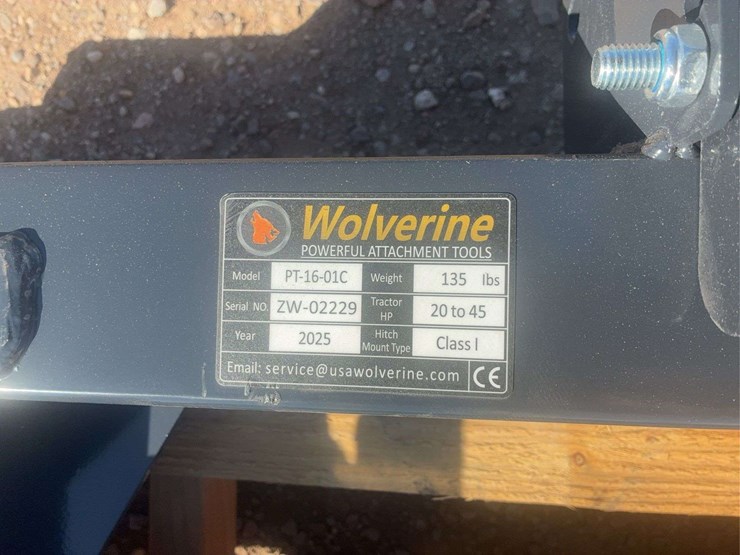 Wolverine
POWERFUL ATTACHMENT TOOLS
Model PT-16-01C Weight 135 lbs
Serial NO. ZW-02229 Tractor HP 20 to 45
Year 2025 Hitch Mount Type Class I
Email: service@usawolverine.com CE